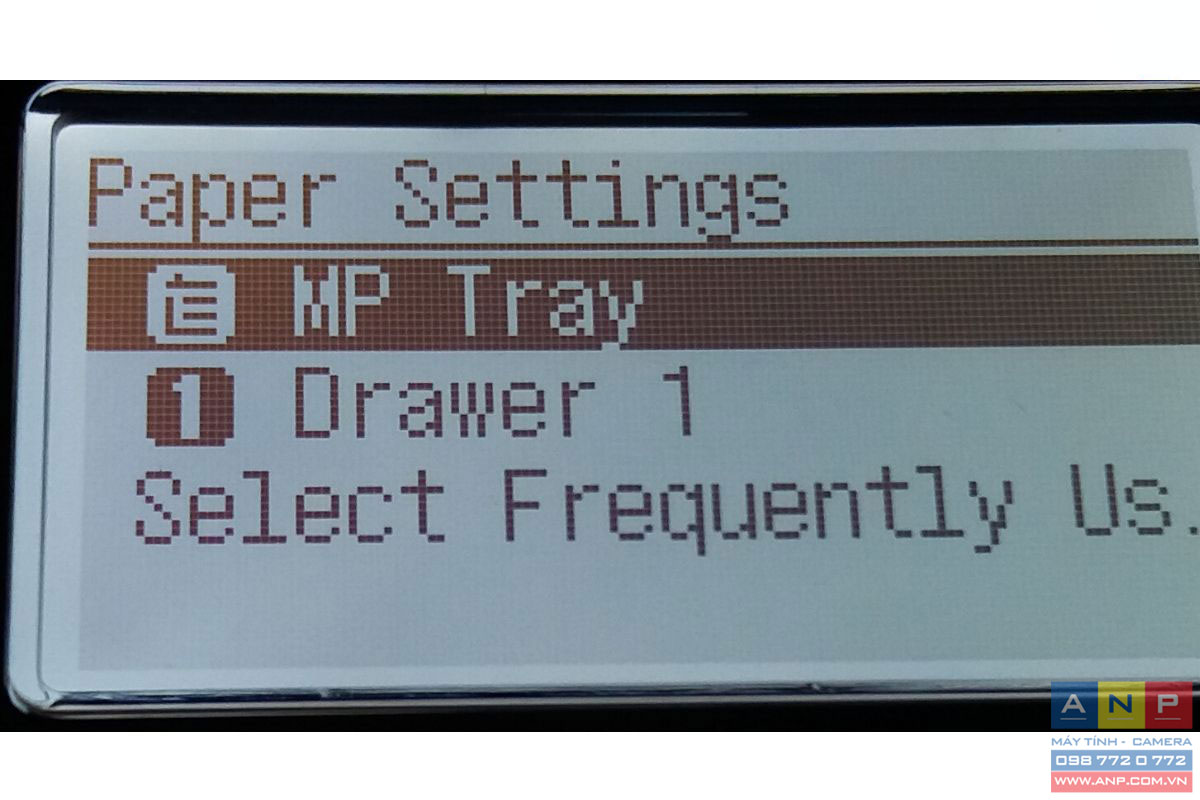 Paper Settings
MP Tray
1 Drawer 1
Select Frequently Us.
ANP
MÁY TÍNH - CAMERA
098 772 0 772
WWW.ANP.COM.VN